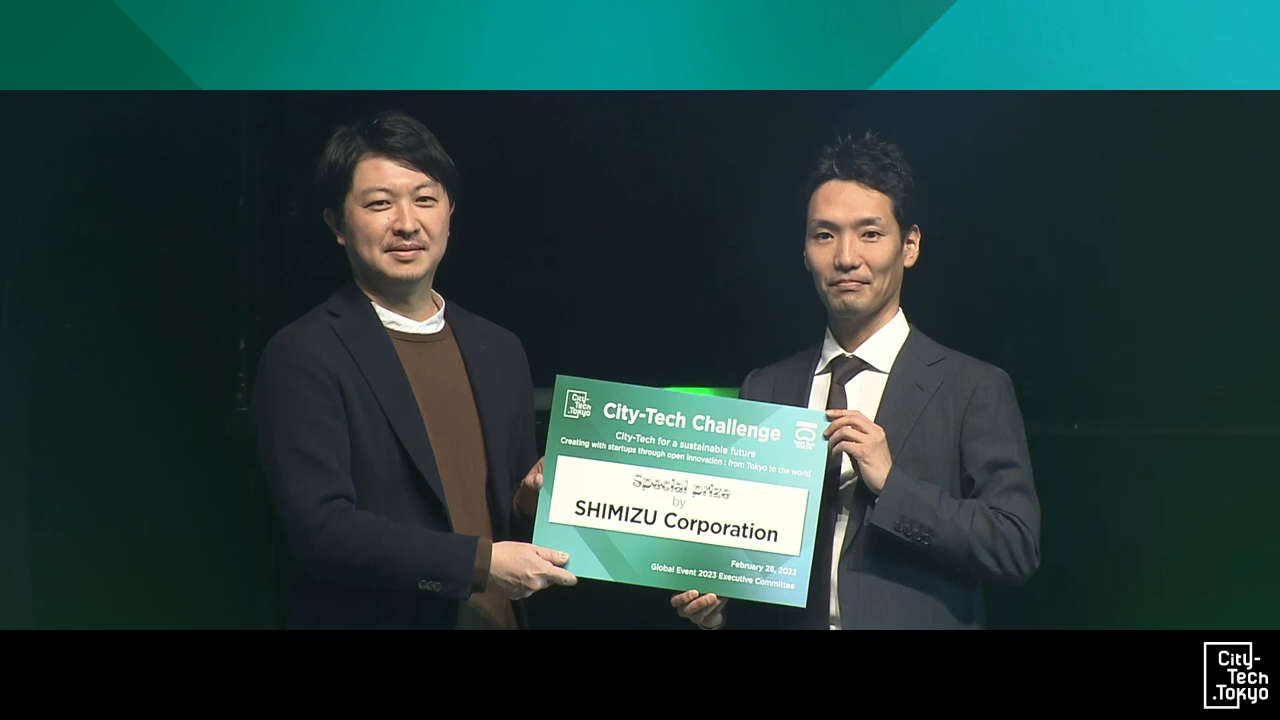 City-
Tech
.Tokyo
City-Tech Challenge
City-Tech for a sustainable future
Creating with startups through open innovation : from Tokyo to the world
Special prize
by
SHIMIZU Corporation
February 28, 2023
Global Event 2023 Executive Committee
City-
Tech
.Tokyo